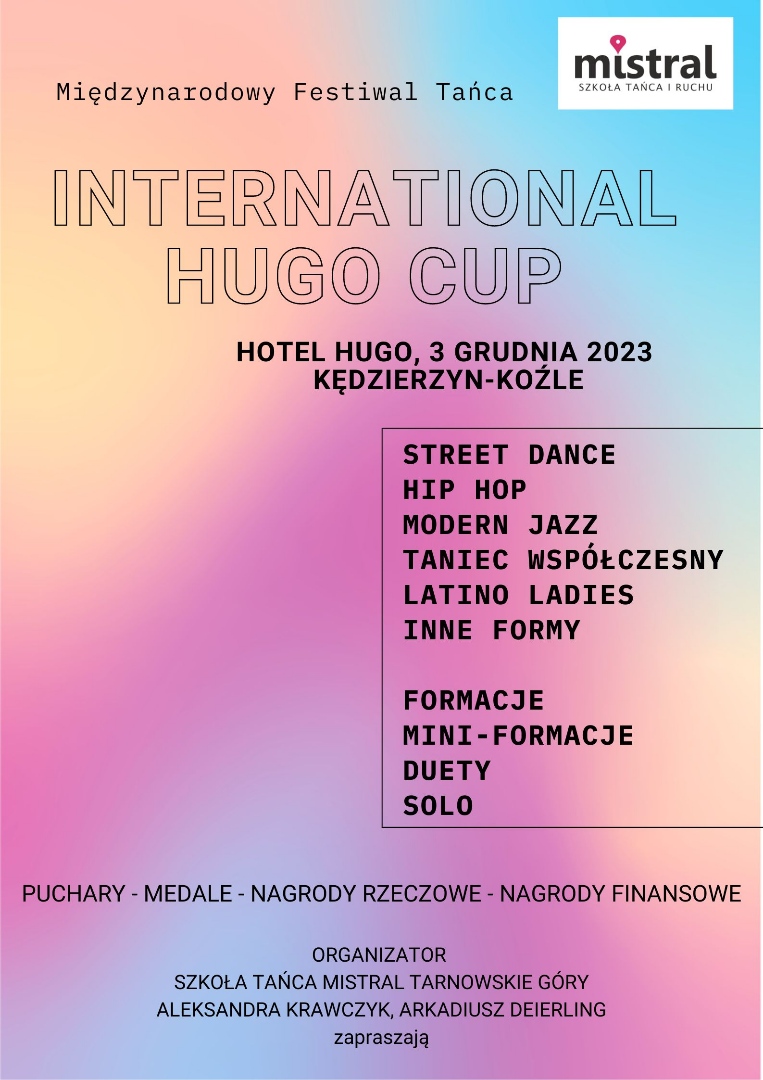 mistral
SZKOŁA TAŃCA I RUCHU
Międzynarodowy Festiwal Tańca
INTERNATIONAL
HUGO CUP
HOTEL HUGO, 3 GRUDNIA 2023
KĘDZIERZYN-KOŹLE
STREET DANCE
HIP HOP
MODERN JAZZ
TANIEC WSPÓŁCZESNY
LATINO LADIES
INNE FORMY
FORMACJE
MINI-FORMACJE
DUETY
SOLO
PUCHARY - MEDALE - NAGRODY RZECZOWE - NAGRODY FINANSOWE
ORGANIZATOR
SZKOŁA TAŃCA MISTRAL TARNOWSKIE GÓRY
ALEKSANDRA KRAWCZYK, ARKADIUSZ DEIERLING
zapraszają